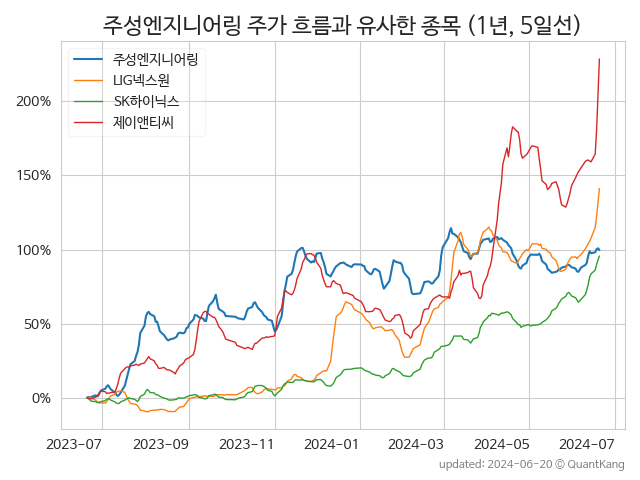 주성엔지니어링 주가 흐름과 유사한 종목 (1년, 5일선)
주성엔지니어링
LIG넥스원
SK하이닉스
제이앤티씨
200%
150%
100%
50%
0%
2023-07 2023-09 2023-11 2024-01 2024-03 2024-05 2024-07
updated: 2024-06-20 © QuantKang